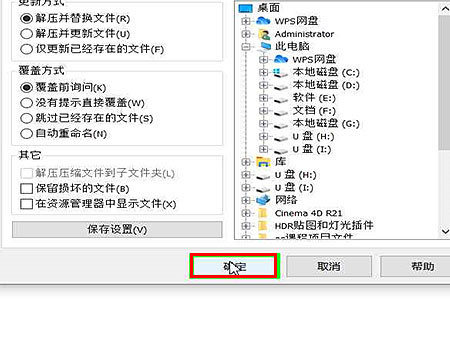 更新方式
解压并替换文件(R)
解压并更新文件(U)
仅更新已经存在的文件(F)
覆盖方式
覆盖前询问(K)
没有提示直接覆盖(W)
跳过已经存在的文件(S)
自动重命名(N)
其它
解压压缩文件到子文件夹(L)
保留损坏的文件(B)
在资源管理器中显示文件(X)
保存设置(V)
桌面
WPS网盘
Administrator
此电脑
WPS网盘
本地磁盘 (C:)
本地磁盘 (D:)
软件 (E:)
文档 (F:)
本地磁盘 (G:)
U 盘 (H:)
U 盘 (I:)
库
U 盘 (H:)
U 盘 (I:)
网络
Cinema 4D R21
HDR贴图和灯光插件
课程项目文件
确定
取消
帮助